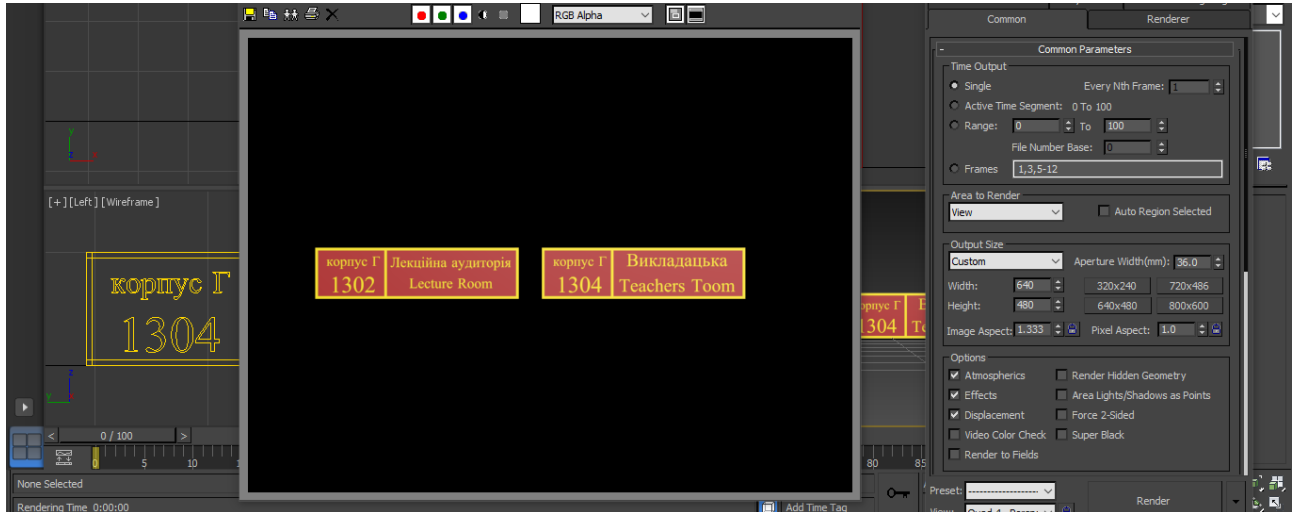 RGB Alpha
Common
Renderer
Common Parameters
Time Output
Single
Every Nth Frame: 1
Active Time Segment: 0 To 100
Range: 0 To 100
File Number Base: 0
Frames 1,3,5-12
Area to Render
View
Auto Region Selected
Output Size
Custom
Aperture Width(mm): 36.0
Width: 640
320x240
720x486
Height: 480
640x480
800x600
Image Aspect: 1.333
Pixel Aspect: 1.0
Options
Atmospherics
Render Hidden Geometry
Effects
Area Lights/Shadows as Points
Displacement
Force 2-Sided
Video Color Check
Super Black
Render to Fields
Preset:
Render
View:
корпус Г
1302
Лекційна аудиторія
Lecture Room
корпус Г
1304
Викладацька
Teachers Toom
[+] [Left] [Wireframe]
корпус Г
1304
1304
y
z
z
y
0 / 100
0
5
10
80
85
None Selected
Rendering Time 0:00:00
Add Time Tag